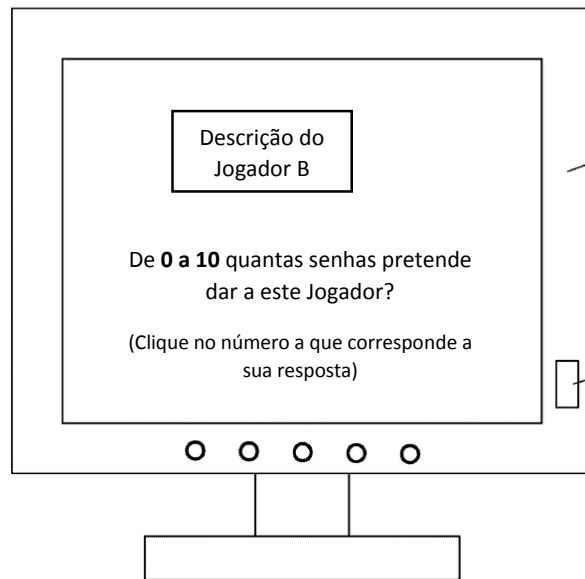 Descrição do
Jogador B
De 0 a 10 quantas senhas pretende
dar a este Jogador?
(Clique no número a que corresponde a
sua resposta)